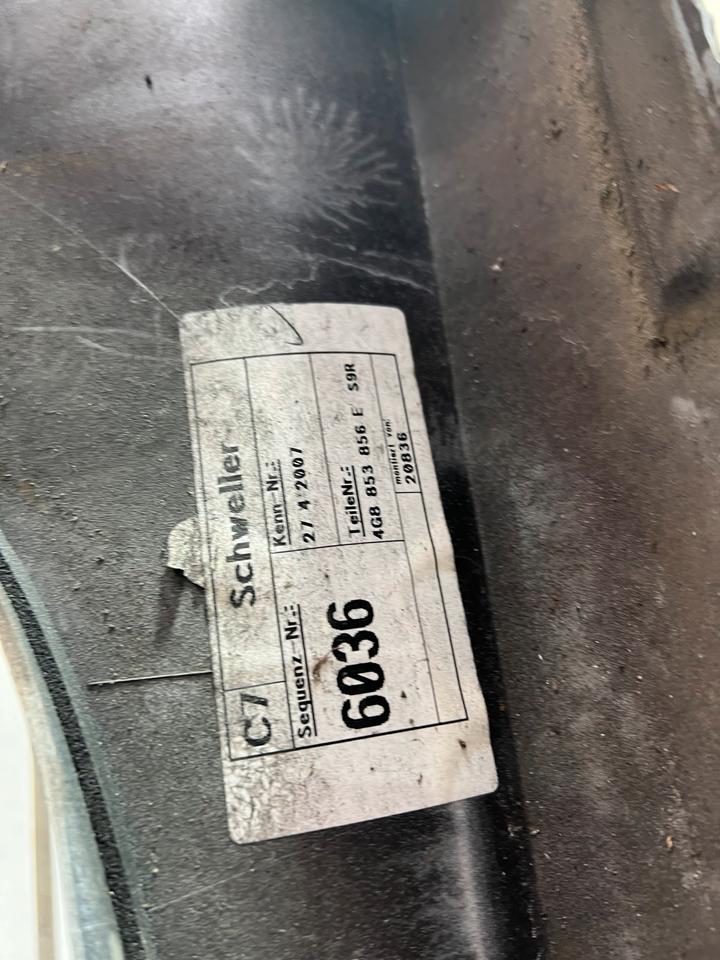 C7 Schweller
Sequenz-Nr.:
6036
Kenn-Nr.:
27 4 2007
TeileNr.:
4G8 853 856 E S9R
montiert von:
20836